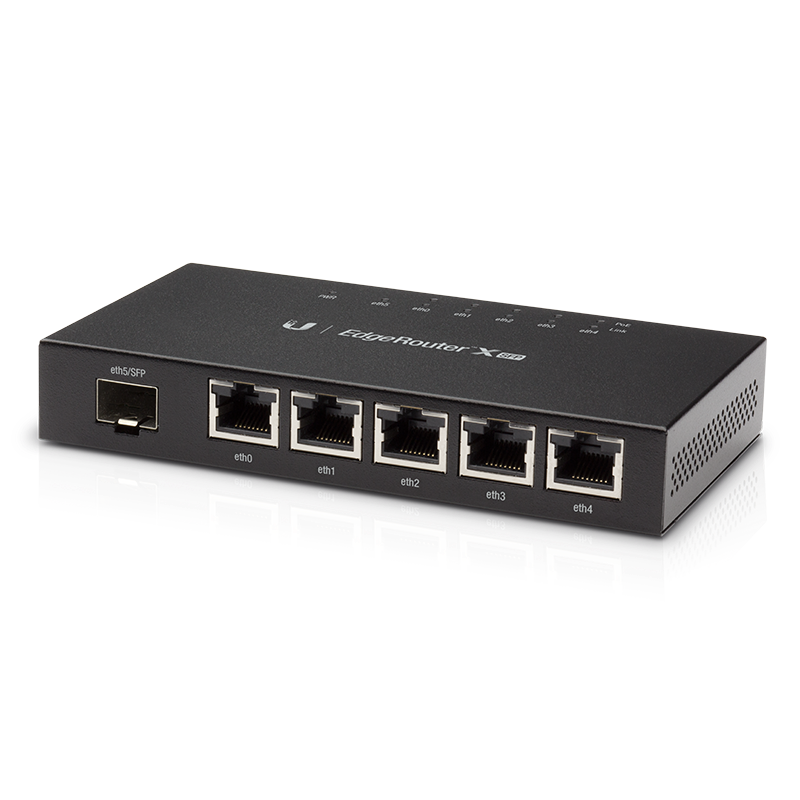 PWR eth5 eth0 eth1 eth2 eth3 eth4 PoE
Link
U | EdgeRouter X SFP
eth5/SFP
eth0 eth1 eth2 eth3 eth4